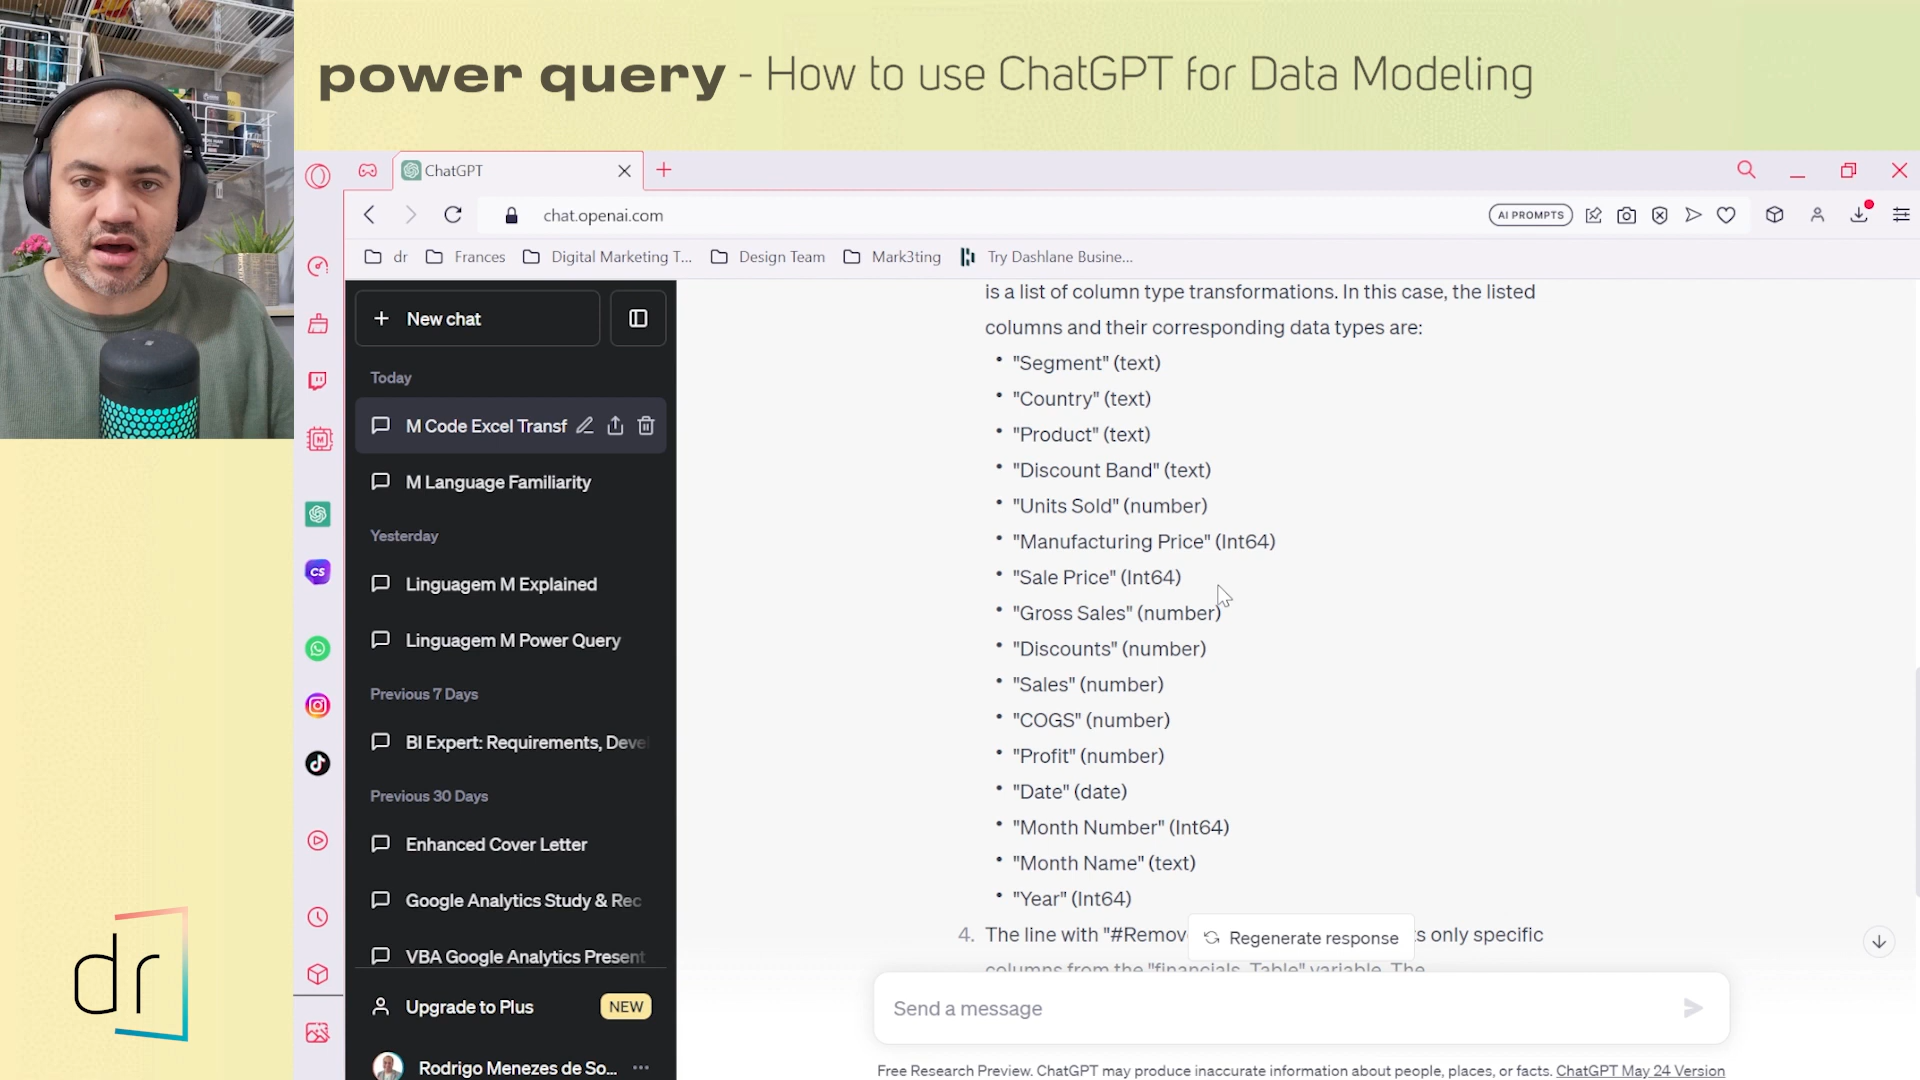 power query - How to use ChatGPT for Data Modeling
ChatGPT
chat.openai.com
AI PROMPTS
dr
Frances
Digital Marketing T...
Design Team
Mark3ting
Try Dashlane Busine...
New chat
Today
M Code Excel Transf
M Language Familiarity
Yesterday
Linguagem M Explained
Linguagem M Power Query
Previous 7 Days
BI Expert: Requirements, Deve
Previous 30 Days
Enhanced Cover Letter
Google Analytics Study & Rec
VBA Google Analytics Present
Upgrade to Plus
NEW
Rodrigo Menezes de So...
is a list of column type transformations. In this case, the listed
columns and their corresponding data types are:
• "Segment" (text)
• "Country" (text)
• "Product" (text)
• "Discount Band" (text)
• "Units Sold" (number)
• "Manufacturing Price" (Int64)
• "Sale Price" (Int64)
• "Gross Sales" (number)
• "Discounts" (number)
• "Sales" (number)
• "COGS" (number)
• "Profit" (number)
• "Date" (date)
• "Month Number" (Int64)
• "Month Name" (text)
• "Year" (Int64)
4. The line with "#Remov
Regenerate response
s only specific
columns from the "financials_Table" variable. The
Send a message
Free Research Preview. ChatGPT may produce inaccurate information about people, places, or facts. ChatGPT May 24 Version
CS
M
dr